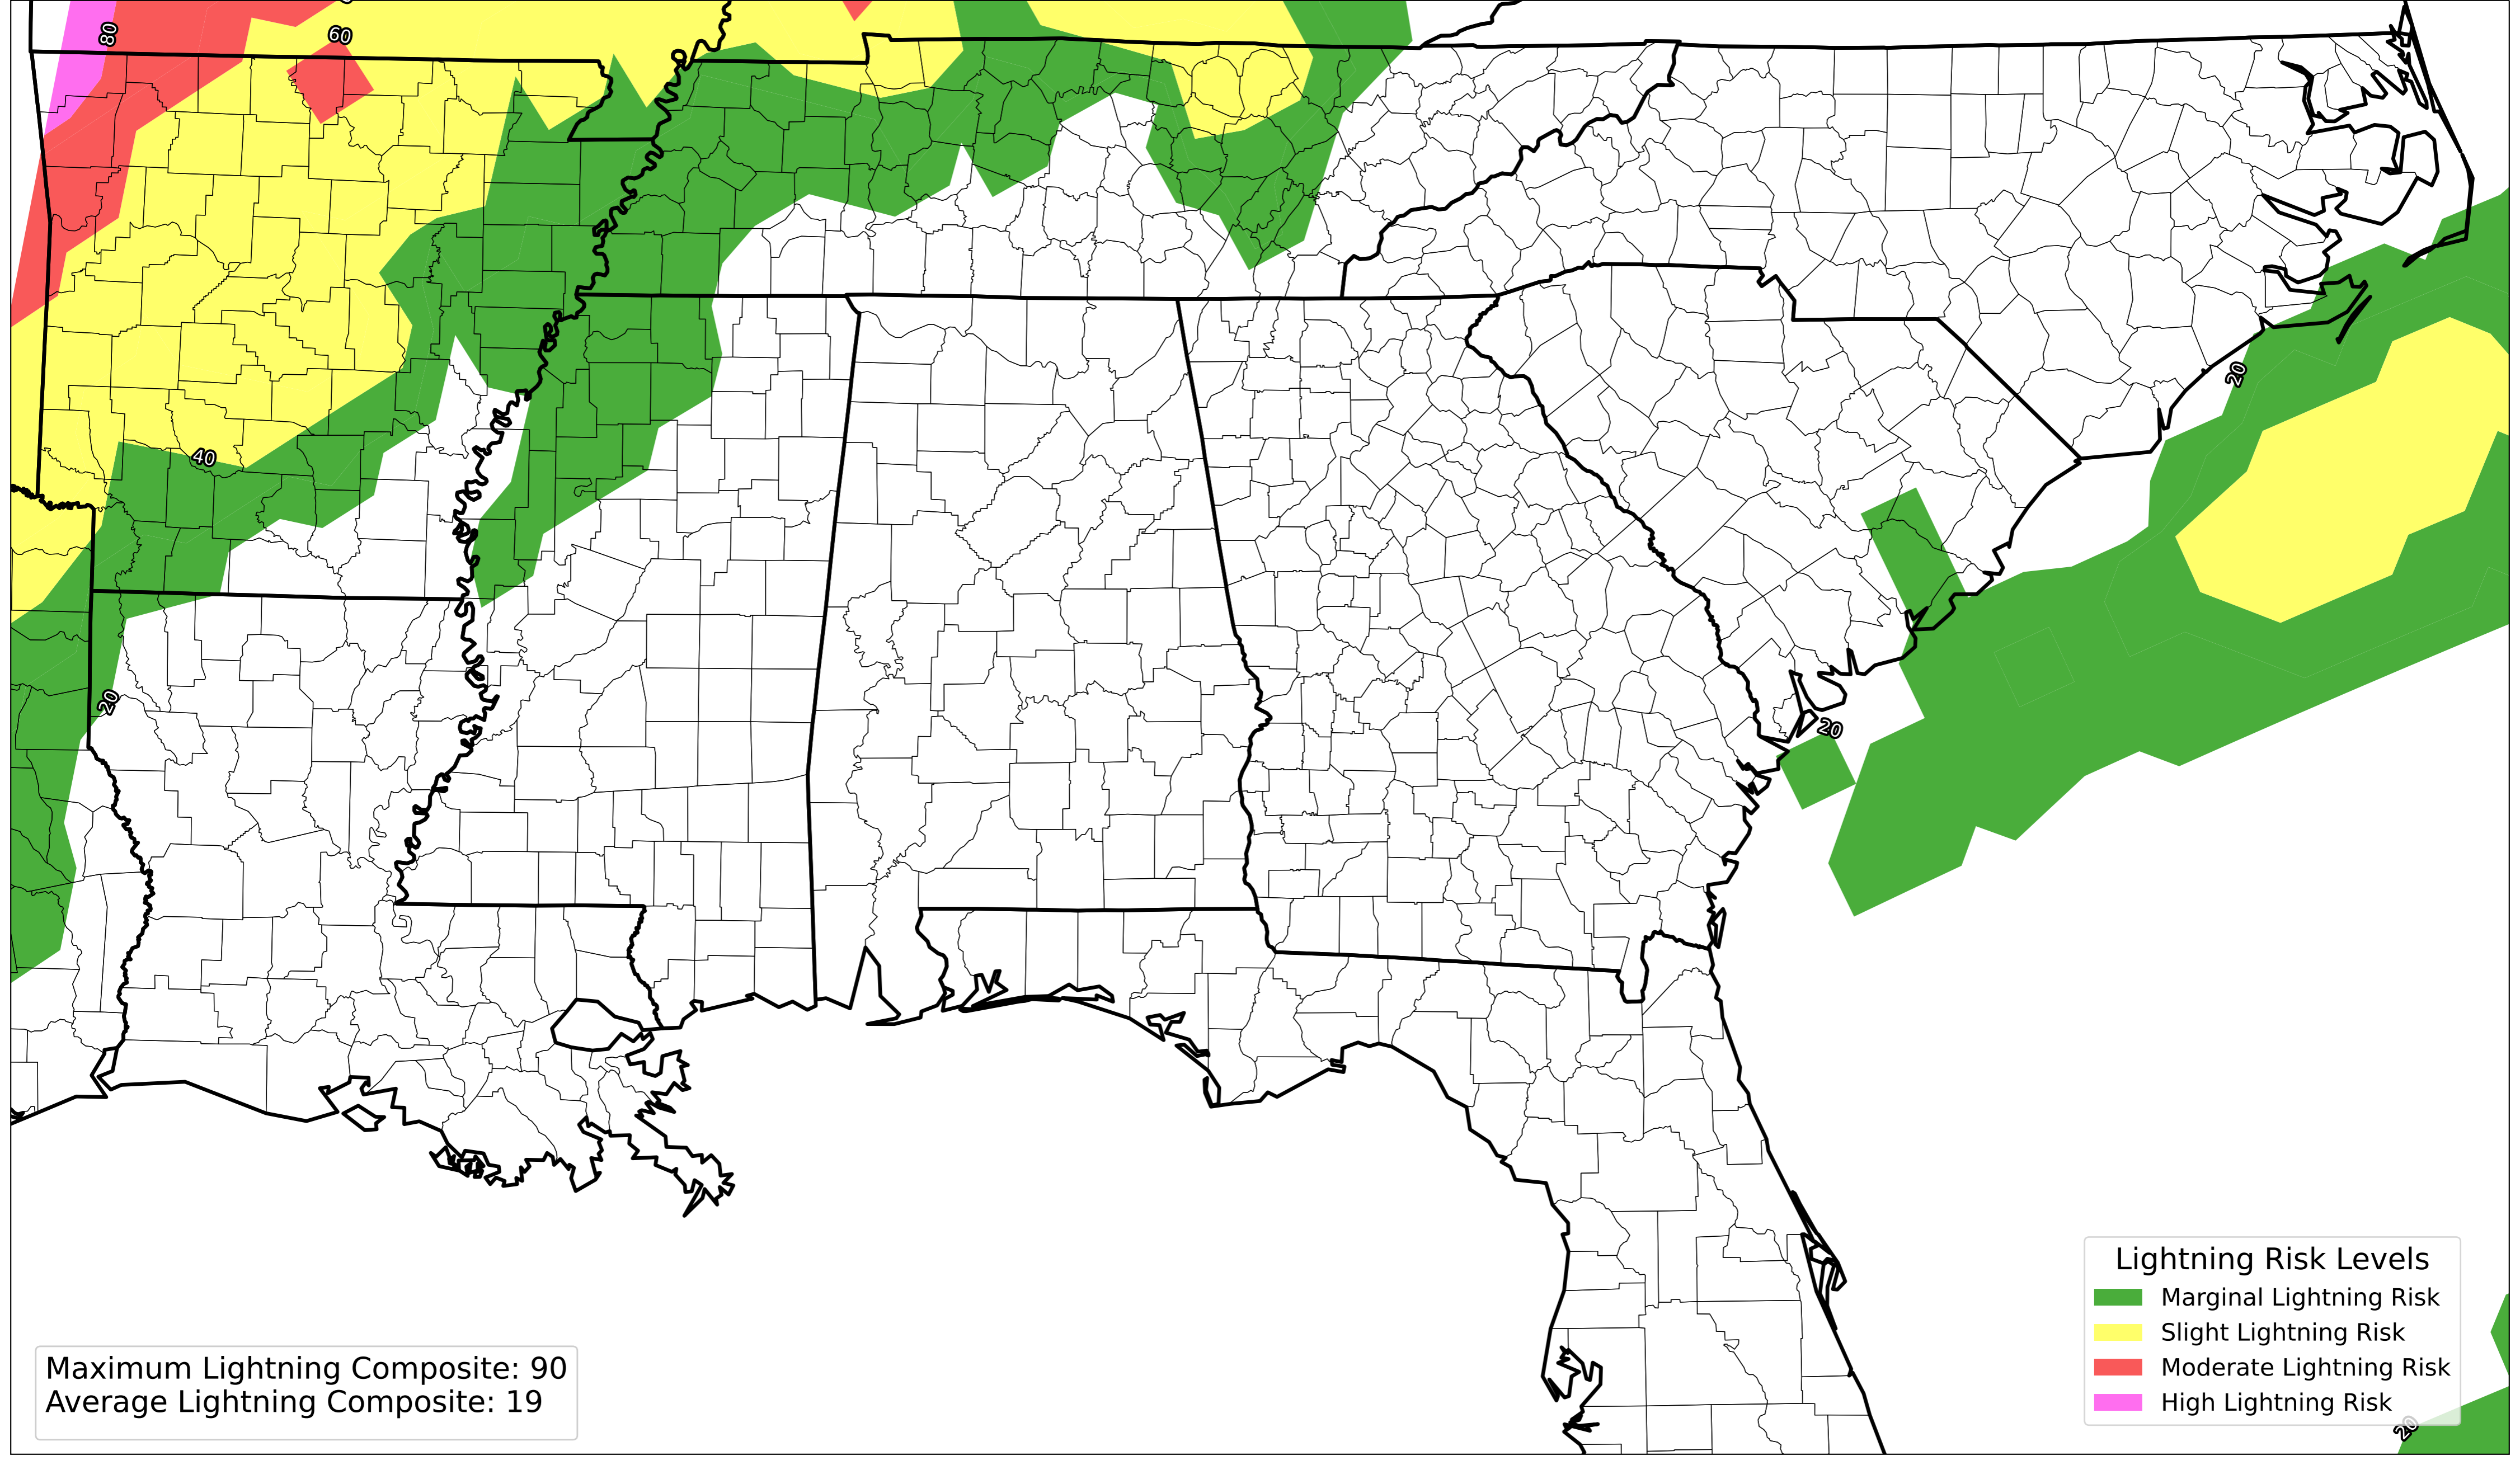 80
60
40
20
20
20
Lightning Risk Levels
Marginal Lightning Risk
Slight Lightning Risk
Moderate Lightning Risk
High Lightning Risk
Maximum Lightning Composite: 90
Average Lightning Composite: 19
20